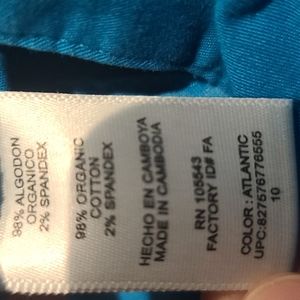 98% ALGODON
ORGANICO
2% SPANDEX
98% ORGANIC
COTTON
2% SPANDEX
HECHO EN CAMBOYA
MADE IN CAMBODIA
RN 105543
FACTORY ID# FA
COLOR: ATLANTIC
UPC:827576776555
10